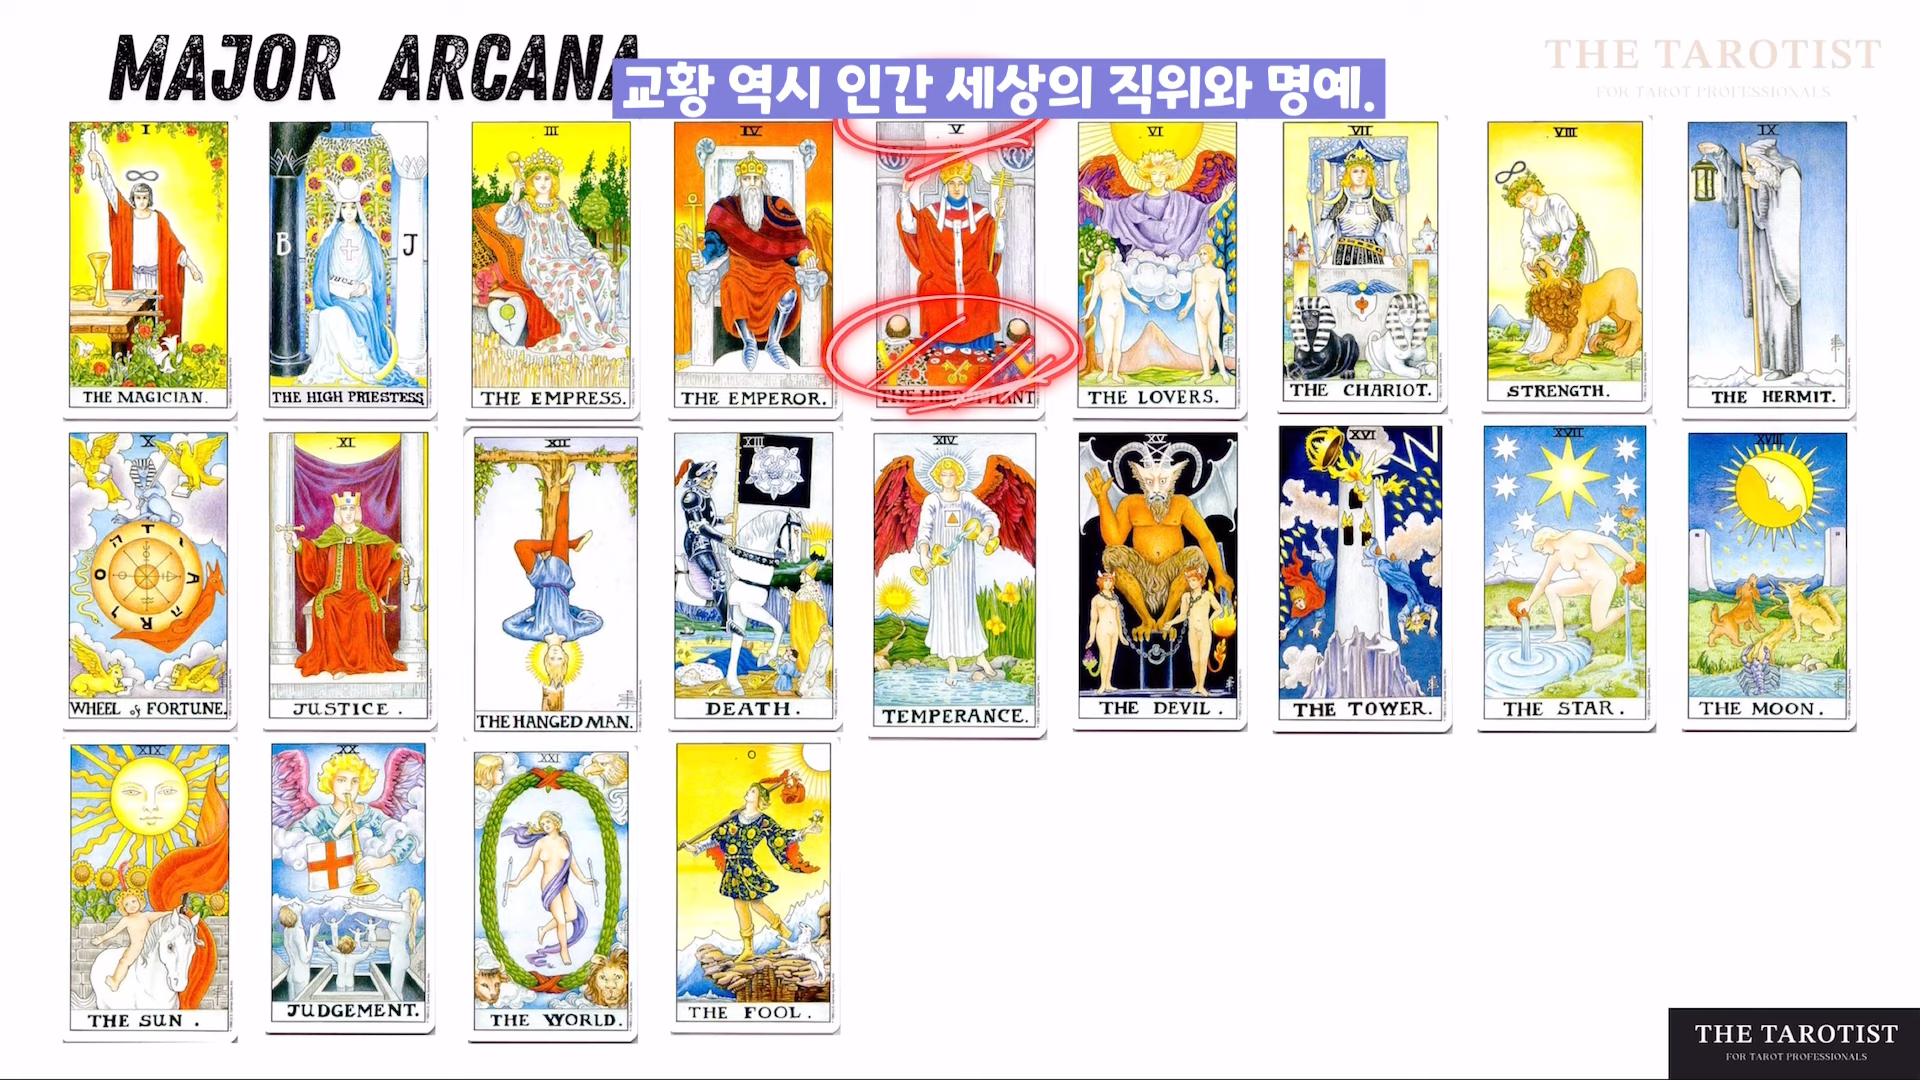 MAJOR ARCANA
교황 역시 인간 세상의 직위와 명예.
THE TAROTIST
FOR TAROT PROFESSIONALS
I
III
IV
V
VI
VII
VIII
IX
B
J
THE MAGICIAN.
THE HIGH PRIESTESS
THE EMPRESS.
THE EMPEROR.
THE LOVERS.
THE CHARIOT.
STRENGTH.
THE HERMIT.
X
XI
XII
XIII
XIV
XV
XVI
XVII
XVIII
WHEEL of FORTUNE.
JUSTICE.
THE HANGED MAN.
DEATH.
TEMPERANCE.
THE DEVIL.
THE TOWER.
THE STAR.
THE MOON.
XIX
XX
XXI
O
THE SUN.
JUDGEMENT.
THE WORLD.
THE FOOL.
THE TAROTIST
FOR TAROT PROFESSIONALS